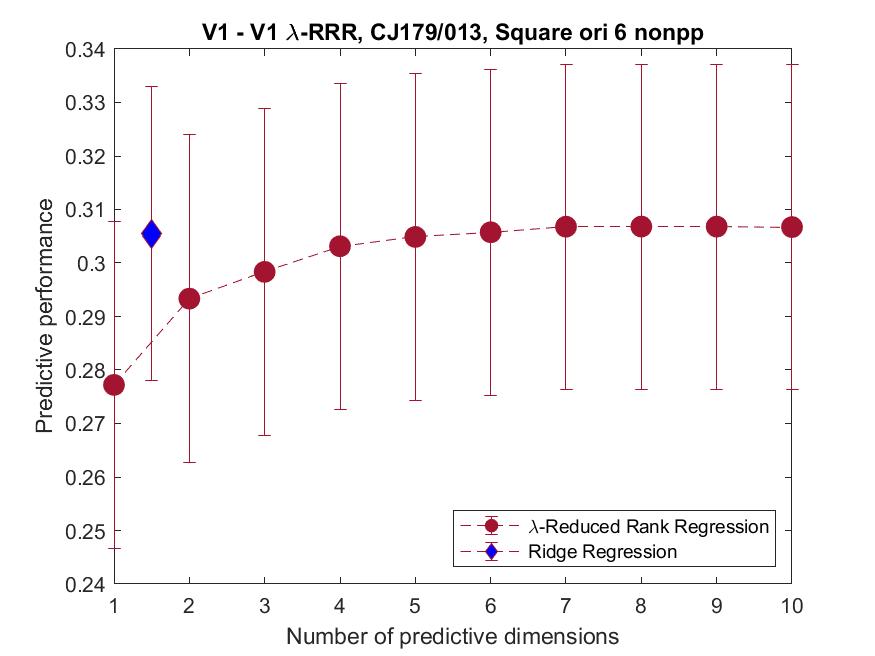 V1 - V1 λ-RRR, CJ179/013, Square ori 6 nonpp
Predictive performance
0.34
0.33
0.32
0.31
0.3
0.29
0.28
0.27
0.26
0.25
0.24
λ-Reduced Rank Regression
Ridge Regression
1 2 3 4 5 6 7 8 9 10
Number of predictive dimensions